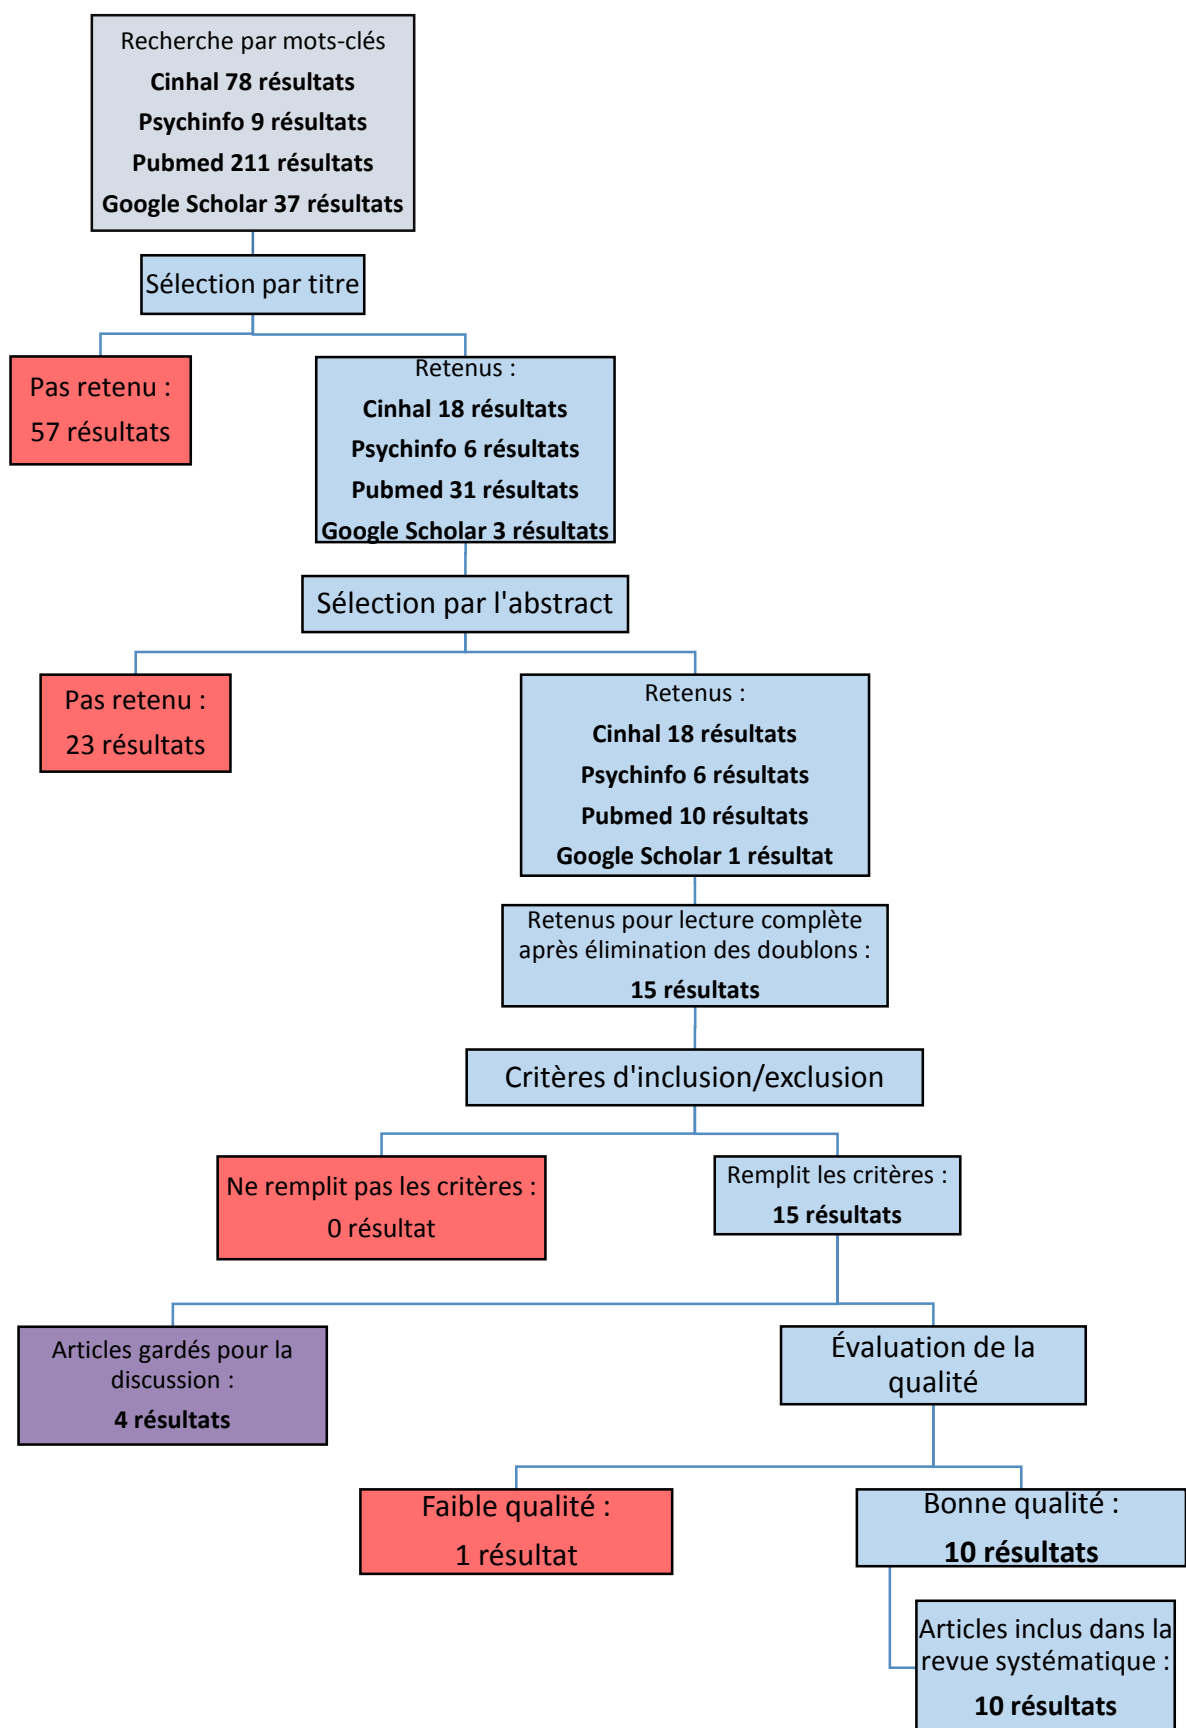 Recherche par mots-clés
Cinhal 78 résultats
Psychinfo 9 résultats
Pubmed 211 résultats
Google Scholar 37 résultats
Sélection par titre
Pas retenu :
57 résultats
Retenus :
Cinhal 18 résultats
Psychinfo 6 résultats
Pubmed 31 résultats
Google Scholar 3 résultats
Sélection par l'abstract
Pas retenu :
23 résultats
Retenus :
Cinhal 18 résultats
Psychinfo 6 résultats
Pubmed 10 résultats
Google Scholar 1 résultat
Retenus pour lecture complète
après élimination des doublons :
15 résultats
Critères d'inclusion/exclusion
Ne remplit pas les critères :
0 résultat
Remplit les critères :
15 résultats
Articles gardés pour la
discussion :
4 résultats
Évaluation de la
qualité
Faible qualité :
1 résultat
Bonne qualité :
10 résultats
Articles inclus dans la
revue systématique :
10 résultats